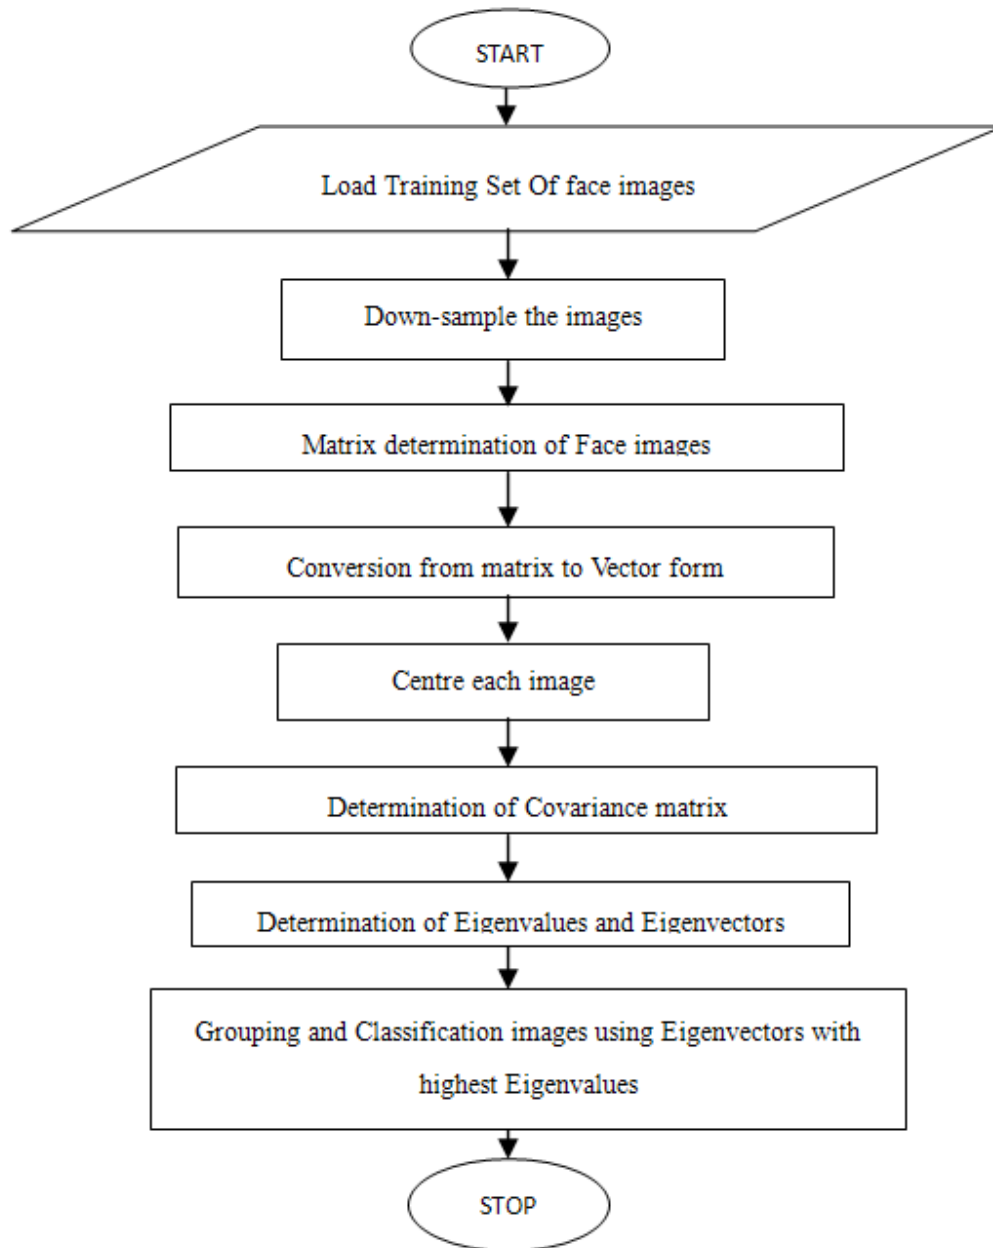 START
Load Training Set Of face images
Down-sample the images
Matrix determination of Face images
Conversion from matrix to Vector form
Centre each image
Determination of Covariance matrix
Determination of Eigenvalues and Eigenvectors
Grouping and Classification images using Eigenvectors with
highest Eigenvalues
STOP